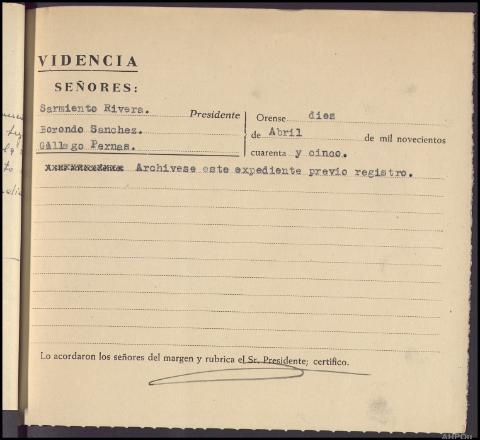 VIDENCIA
SEÑORES:
Sarmiento Rivera. Presidente
Borondo Sanchez.
Gallego Pernas.
Orense diez
de Abril de mil novecientos
cuarenta y cinco.
Archivese este expediente previo registro.
Lo acordaron los señores del margen y rubrica el Sr. Presidente; certifico.
AHPOu